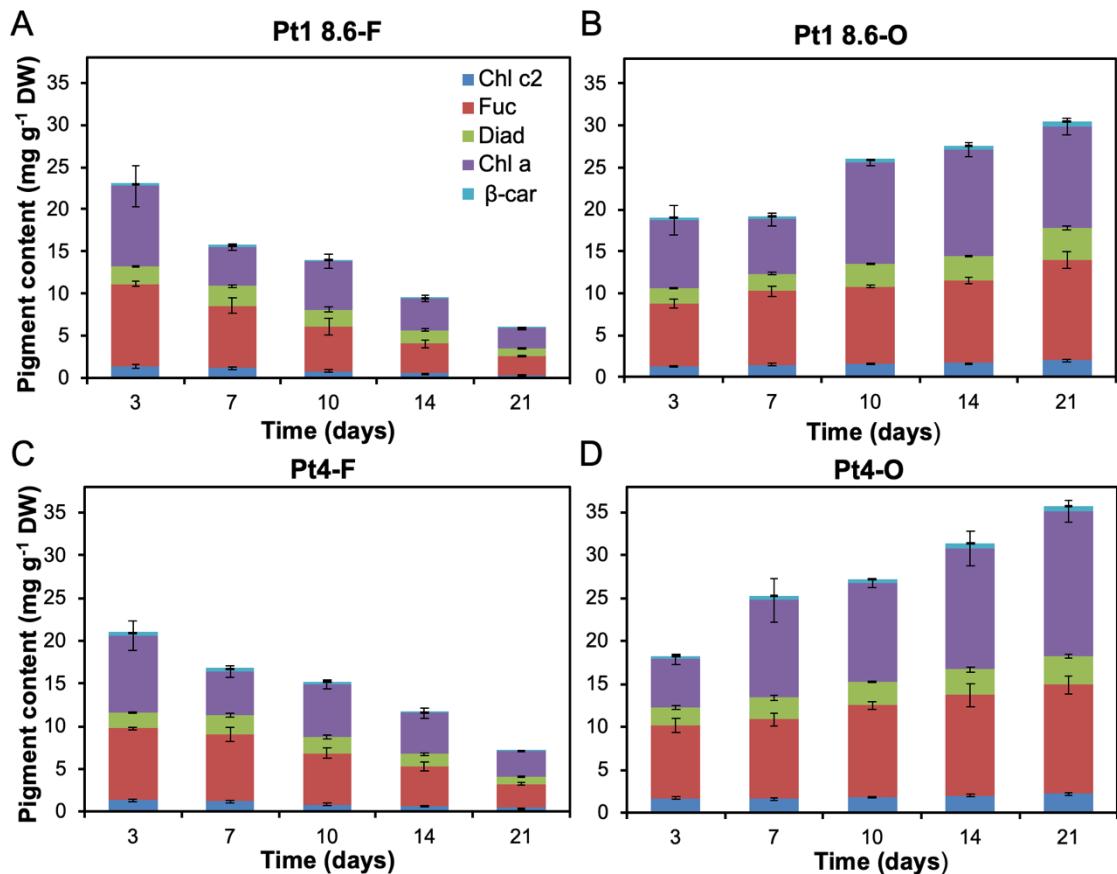 A
Pt1 8.6-F
Pigment content (mg g⁻¹ DW)
35
30
25
20
15
10
5
0
Chl c2
Fuc
Diad
Chl a
β-car
3 7 10 14 21
Time (days)
B
Pt1 8.6-O
35
30
25
20
15
10
5
0
3 7 10 14 21
Time (days)
C
Pt4-F
Pigment content (mg g⁻¹ DW)
35
30
25
20
15
10
5
0
3 7 10 14 21
Time (days)
D
Pt4-O
35
30
25
20
15
10
5
0
3 7 10 14 21
Time (days)